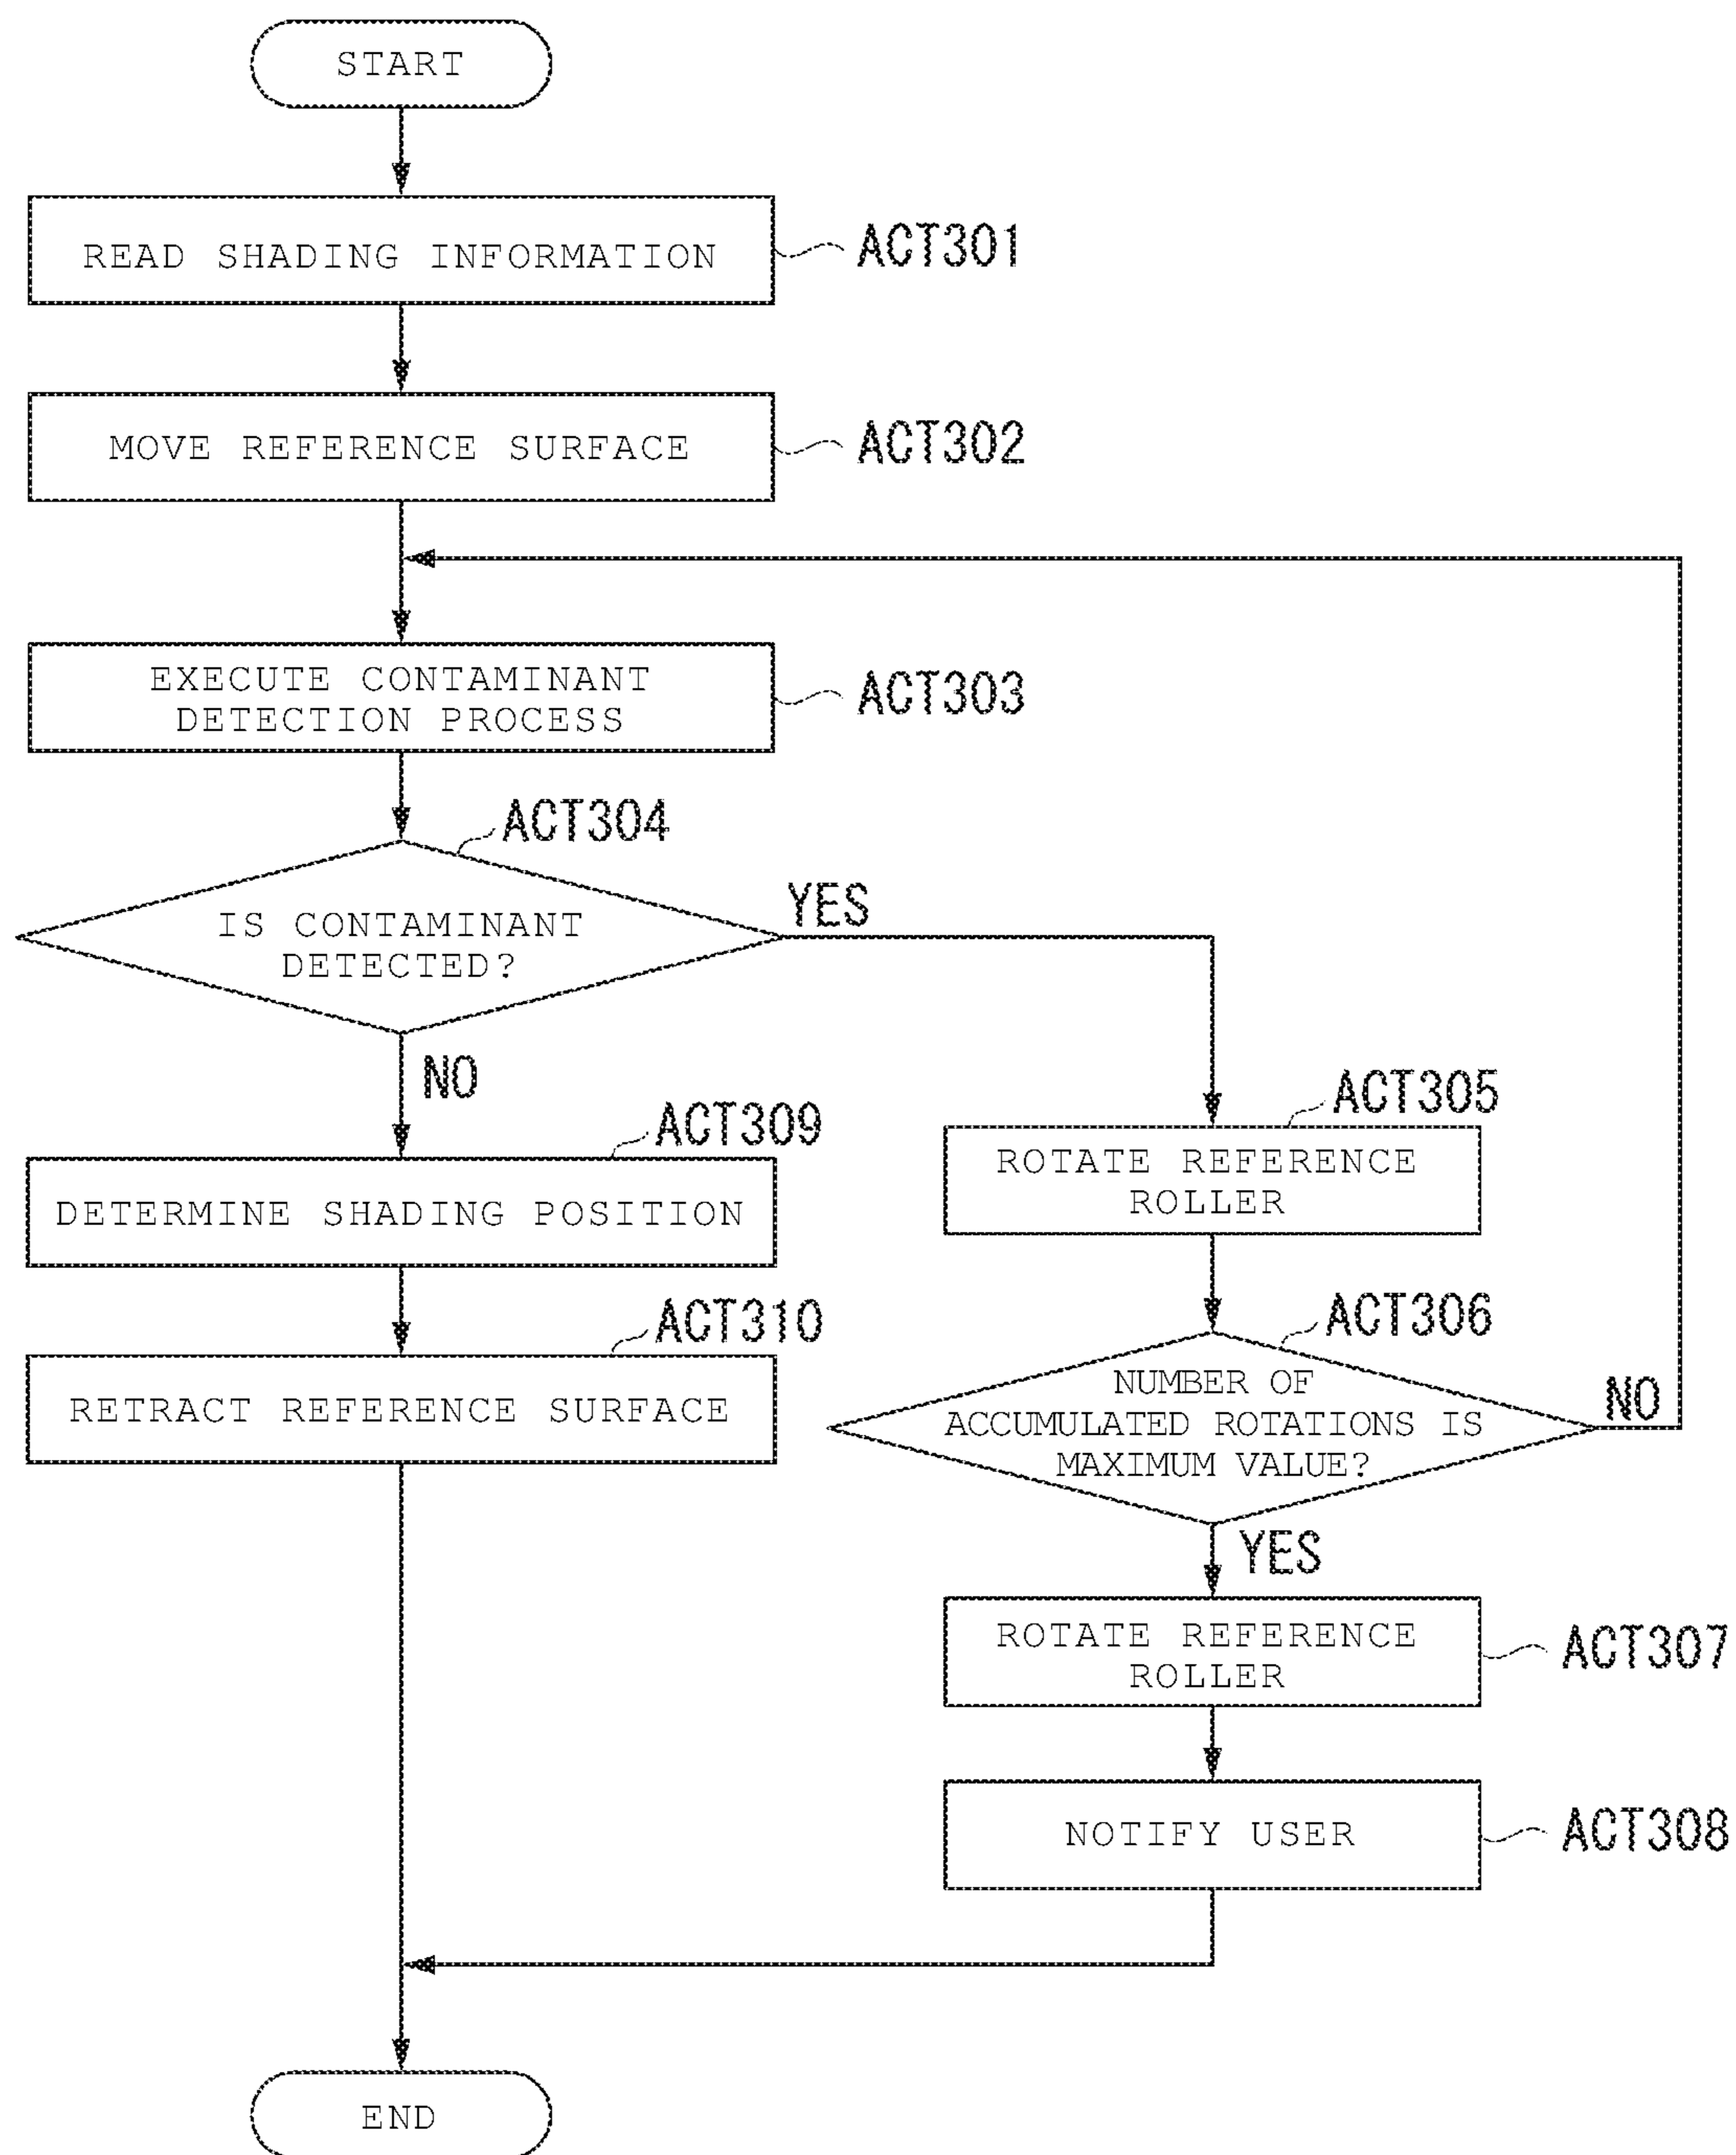 START
READ SHADING INFORMATION
ACT301
MOVE REFERENCE SURFACE
ACT302
EXECUTE CONTAMINANT
DETECTION PROCESS
ACT303
ACT304
IS CONTAMINANT
DETECTED?
YES
NO
ACT305
ROTATE REFERENCE
ROLLER
ACT309
DETERMINE SHADING POSITION
ACT306
NUMBER OF
ACCUMULATED ROTATIONS IS
MAXIMUM VALUE?
NO
YES
ACT310
RETRACT REFERENCE SURFACE
ROTATE REFERENCE
ROLLER
ACT307
NOTIFY USER
ACT308
END